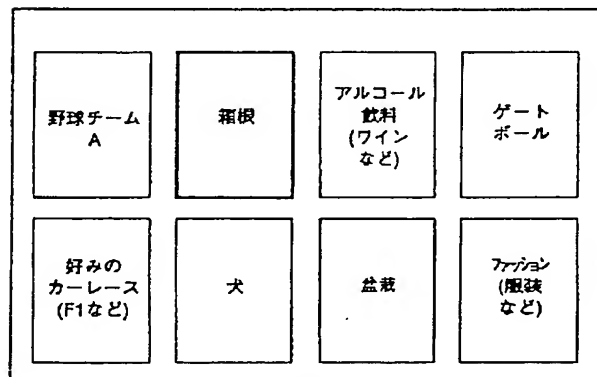 野球チーム
A
箱根
アルコール
飲料
(ワイン
など)
ゲート
ボール
好みの
カーレース
(F1など)
犬
盆栽
ファッション
(服装
など)